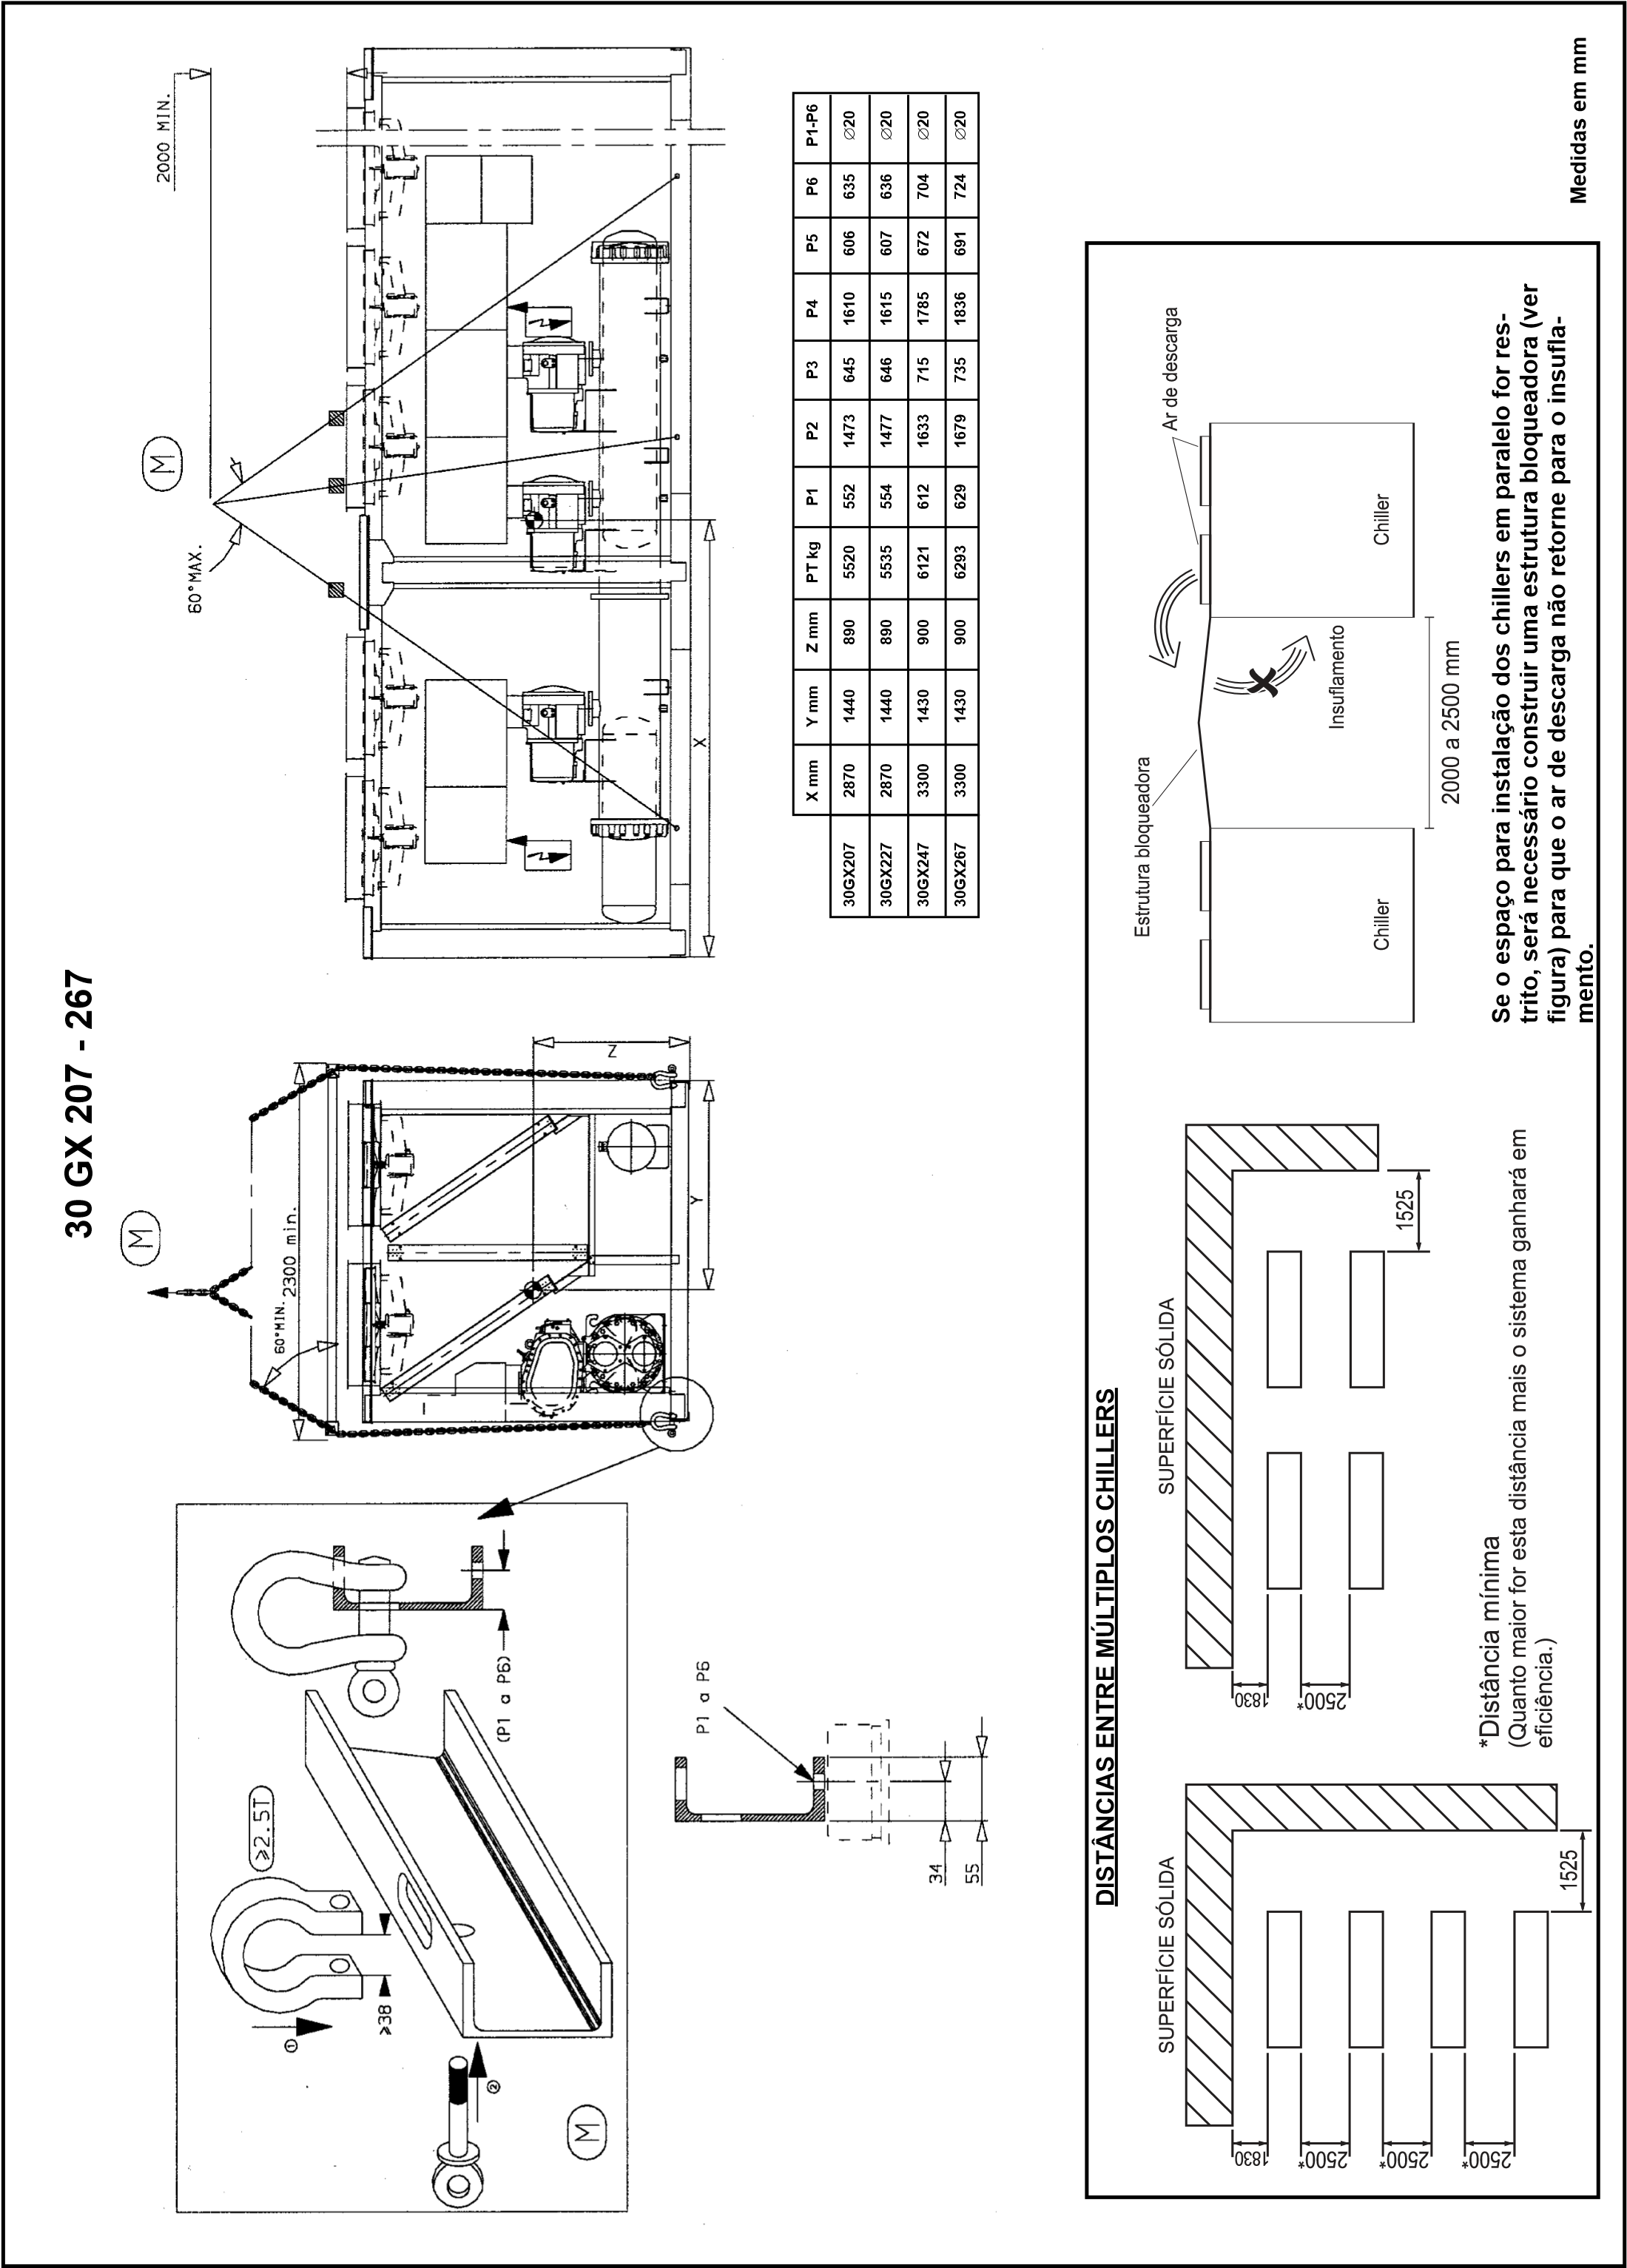 30 GX 207 - 267
M
2000 MIN.
60°MAX.
X
M
60°MIN.
2300 min.
Z
Y
≥2.5T
≥38
1
2
M
(P1 a P6)
P1 a P6
34
55
X mm Y mm Z mm PT kg P1 P2 P3 P4 P5 P6 P1-P6
30GX207 2870 1440 890 5520 552 1473 645 1610 606 635 ∅20
30GX227 2870 1440 890 5535 554 1477 646 1615 607 636 ∅20
30GX247 3300 1430 900 6121 612 1633 715 1785 672 704 ∅20
30GX267 3300 1430 900 6293 629 1679 735 1836 691 724 ∅20
DISTÂNCIAS ENTRE MÚLTIPLOS CHILLERS
SUPERFÍCIE SÓLIDA
1830
2500*
2500*
2500*
1525
SUPERFÍCIE SÓLIDA
1830
2500*
1525
*Distância mínima
(Quanto maior for esta distância mais o sistema ganhará em
eficiência.)
Estrutura bloqueadora
Ar de descarga
Insuflamento
Chiller
Chiller
2000 a 2500 mm
Se o espaço para instalação dos chillers em paralelo for res-
trito, será necessário construir uma estrutura bloqueadora (ver
figura) para que o ar de descarga não retorne para o insufla-
mento.
Medidas em mm